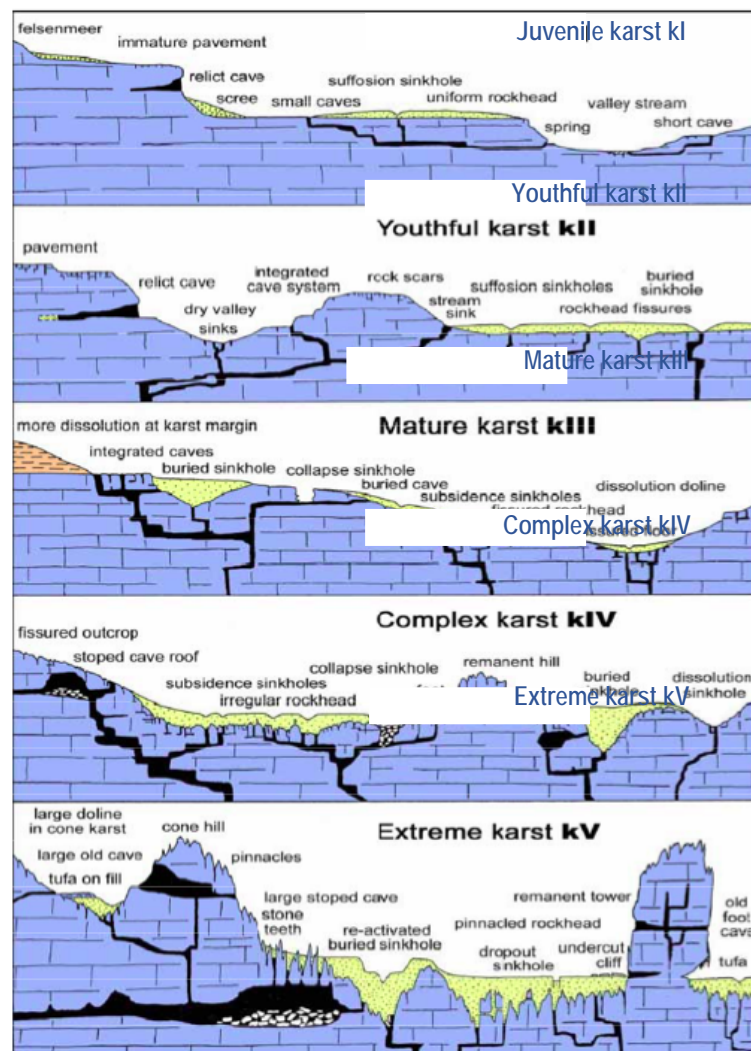 felsenmeer
Juvenile karst kI
immature pavement
relict cave
suffosion sinkhole
scree
small caves
uniform rockhead
valley stream
spring
short cave
Youthful karst kII
Youthful karst kII
pavement
relict cave
integrated
cave system
rock scars
buried
sinkhole
suffosion sinkholes
dry valley
sinks
stream
sink
rockhead fissures
Mature karst kIII
more dissolution at karst margin
Mature karst kIII
integrated caves
buried sinkhole
collapse sinkhole
buried cave
dissolution doline
subsidence sinkholes
Complex karst kIV
Complex karst kIV
fissured outcrop
stoped cave roof
collapse sinkhole
remanent hill
subsidence sinkholes
irregular rockhead
buried
dissolution
sinkhole
Extreme karst kV
large doline
in cone karst
cone hill
Extreme karst kV
large old cave
pinnacles
tufa on fill
large stoped cave
stone
teeth
re-activated
buried sinkhole
remanent tower
pinnacled rockhead
dropout
sinkhole
undercut
cliff
old
foot
cave
tufa